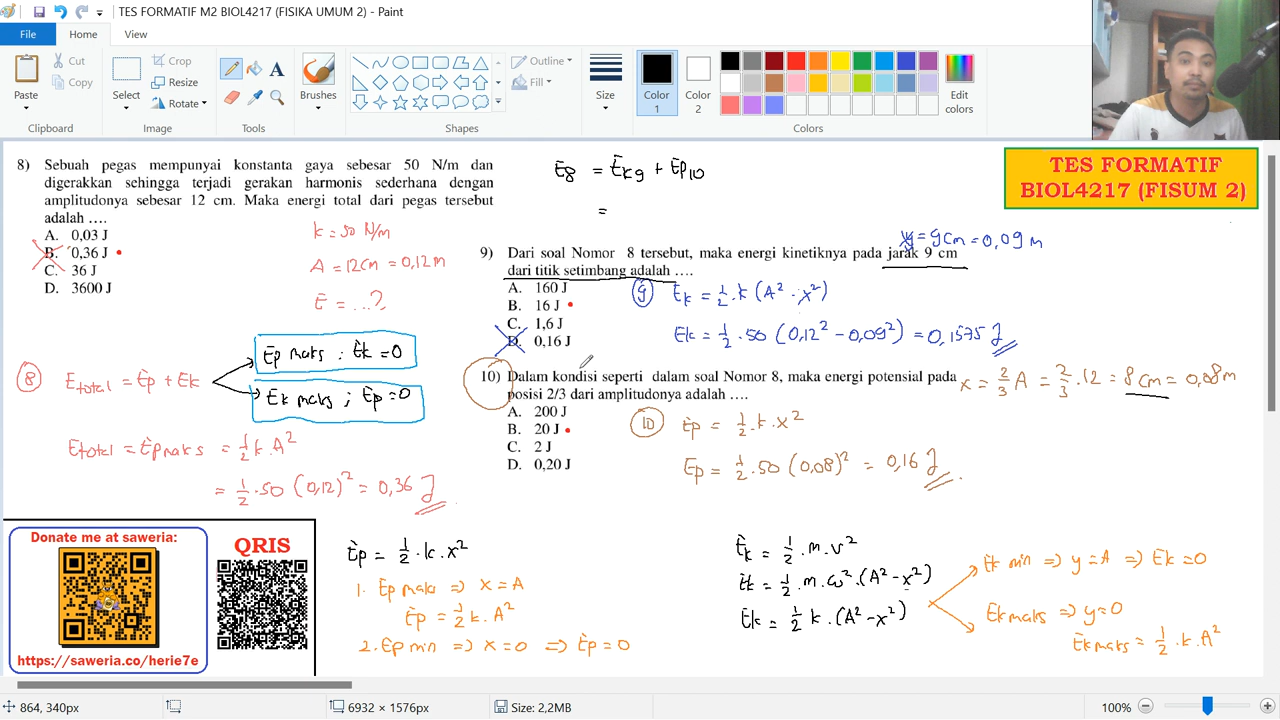 TES FORMATIF M2 BIOL4217 (FISIKA UMUM 2) - Paint
File Home View
Paste Cut Copy Clipboard
Select Crop Resize Rotate Image
Tools
Brushes
Outline Fill Shapes
Size
Color 1 Color 2 Edit colors Colors
8) Sebuah pegas mempunyai konstanta gaya sebesar 50 N/m dan
digerakkan sehingga terjadi gerakan harmonis sederhana dengan
amplitudonya sebesar 12 cm. Maka energi total dari pegas tersebut
adalah ….
A. 0,03 J
B. 0,36 J
C. 36 J
D. 3600 J
k = 50 N/m
A = 12cm = 0,12m
E = ...?
8 Etotal = Ep + Ek
Ep maks ; Ek = 0
Ek maks ; Ep = 0
Etotal = Ep maks = 1/2 k.A²
= 1/2 .50 (0,12)² = 0,36 J
E8 = Ek9 + Ep10
=
TES FORMATIF
BIOL4217 (FISUM 2)
y = 9cm = 0,09m
9) Dari soal Nomor 8 tersebut, maka energi kinetiknya pada jarak 9 cm
dari titik setimbang adalah ….
A. 160 J
B. 16 J
C. 1,6 J
D. 0,16 J
9 Ek = 1/2 .k (A² - x²)
Ek = 1/2 .50 (0,12² - 0,09²) = 0,1575 J
10) Dalam kondisi seperti dalam soal Nomor 8, maka energi potensial pada
posisi 2/3 dari amplitudonya adalah ….
A. 200 J
B. 20 J
C. 2 J
D. 0,20 J
x = 2/3 A = 2/3 .12 = 8cm = 0,08m
10 Ep = 1/2 .k.x²
Ep = 1/2 .50 (0,08)² = 0,16 J
Donate me at saweria:
https://saweria.co/herie7e
QRIS
Ep = 1/2 .k.x²
1. Ep maks => x = A
Ep = 1/2 k.A²
2. Ep min => x = 0 => Ep = 0
Ek = 1/2 .m.v²
Ek = 1/2 .m.ω².(A² - x²)
Ek = 1/2 k.(A² - x²)
Ek min => y = A => Ek = 0
Ek maks => y = 0
Ek maks = 1/2 .k.A²
864, 340px 6932 × 1576px Size: 2,2MB 100%